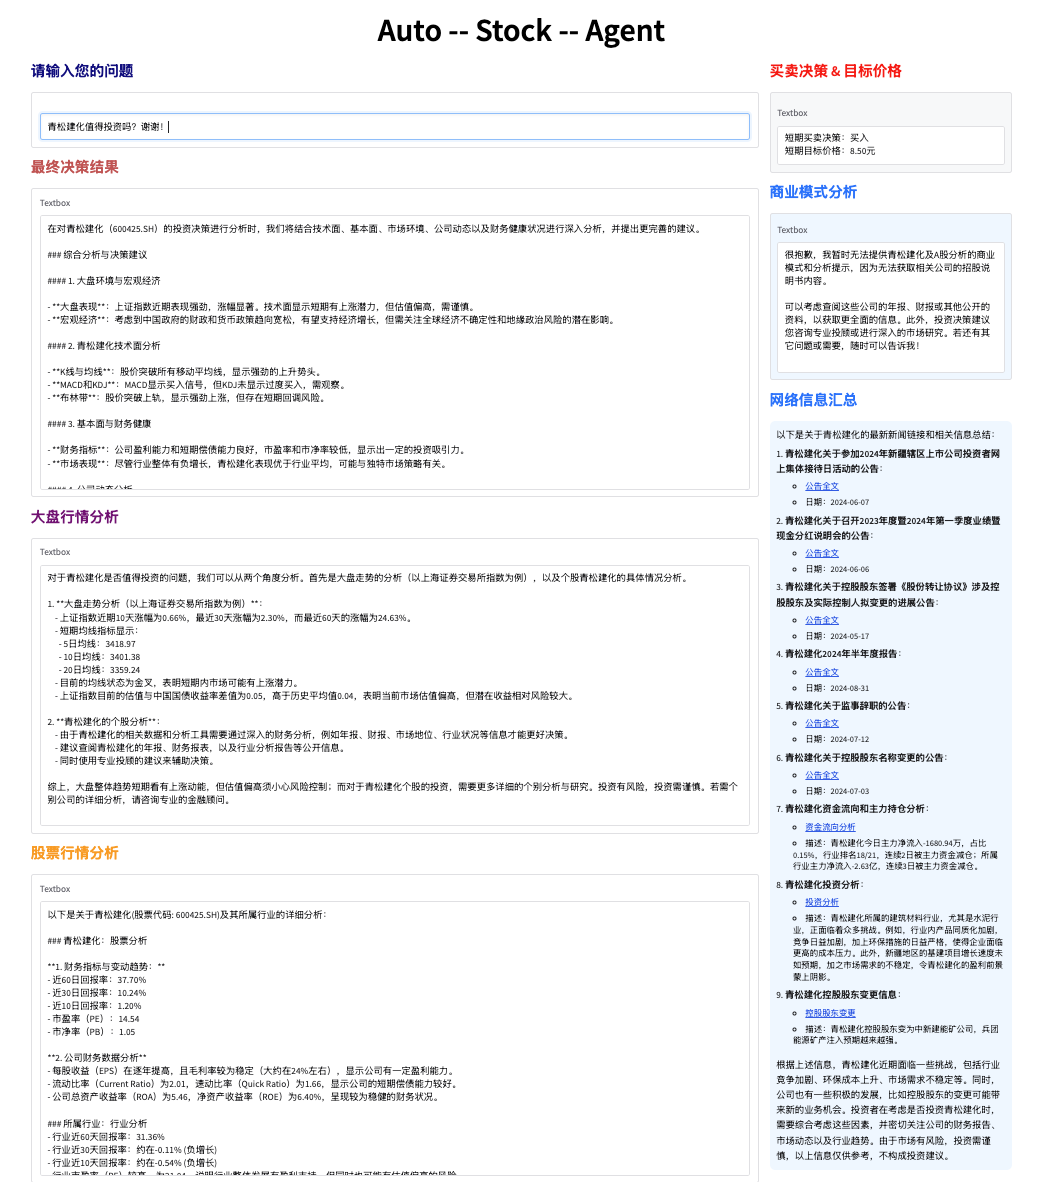 Auto -- Stock -- Agent
请输入您的问题
青松建化值得投资吗？谢谢！
最终决策结果
Textbox
在对青松建化（600425.SH）的投资决策进行分析时，我们将结合技术面、基本面、市场环境、公司动态以及财务健康状况进行深入分析，并提出更完善的建议。
### 综合分析与决策建议
#### 1. 大盘环境与宏观经济
- **大盘表现**：上证指数近期表现强劲，涨幅显著。技术面显示短期有上涨潜力，但估值偏高，需谨慎。
- **宏观经济**：考虑到中国政府的财政和货币政策趋向宽松，有望支持经济增长，但需关注全球经济不确定性和地缘政治风险的潜在影响。
#### 2. 青松建化技术面分析
- **K线与均线**：股价突破所有移动平均线，显示强劲的上升势头。
- **MACD和KDJ**：MACD显示买入信号，但KDJ未显示过度买入，需观察。
- **布林带**：股价突破上轨，显示强劲上涨，但存在短期回调风险。
#### 3. 基本面与财务健康
- **财务指标**：公司盈利能力和短期偿债能力良好，市盈率和市净率较低，显示出一定的投资吸引力。
- **市场表现**：尽管行业整体有负增长，青松建化表现优于行业平均，可能与独特市场策略有关。
#### 4. 公司动态分析
大盘行情分析
Textbox
对于青松建化是否值得投资的问题，我们可以从两个角度分析。首先是大盘走势的分析（以上海证券交易所指数为例），以及个股青松建化的具体情况分析。
1. **大盘走势分析（以上海证券交易所指数为例）**：
- 上证指数近期10天涨幅为0.66%，最近30天涨幅为2.30%，而最近60天的涨幅为24.63%。
- 短期均线指标显示：
- 5日均线：3418.97
- 10日均线：3401.38
- 20日均线：3359.24
- 目前的均线状态为金叉，表明短期内市场可能有上涨潜力。
- 上证指数目前的估值与中国国债收益率差值为0.05，高于历史平均值0.04，表明当前市场估值偏高，但潜在收益相对风险较大。
2. **青松建化的个股分析**：
- 由于青松建化的相关数据和分析工具需要通过深入的财务分析，例如年报、财报、市场地位、行业状况等信息才能更好决策。
- 建议查阅青松建化的年报、财务报表，以及行业分析报告等公开信息。
- 同时使用专业投顾的建议来辅助决策。
综上，大盘整体趋势短期看有上涨动能，但估值偏高须小心风险控制；而对于青松建化个股的投资，需要更多详细的个别分析与研究。投资有风险，投资需谨慎。若需个
别公司的详细分析，请咨询专业的金融顾问。
股票行情分析
Textbox
以下是关于青松建化(股票代码: 600425.SH)及其所属行业的详细分析：
### 青松建化：股票分析
**1. 财务指标与变动趋势：**
- 近60日回报率：37.70%
- 近30日回报率：10.24%
- 近10日回报率：1.20%
- 市盈率（PE）：14.54
- 市净率（PB）：1.05
**2. 公司财务数据分析**
- 每股收益（EPS）在逐年提高，且毛利率较为稳定（大约在24%左右），显示公司有一定盈利能力。
- 流动比率（Current Ratio）为2.01，速动比率（Quick Ratio）为1.66，显示公司的短期偿债能力较好。
- 公司总资产收益率（ROA）为5.46，净资产收益率（ROE）为6.40%，呈现较为稳健的财务状况。
### 所属行业：行业分析
- 行业近60天回报率：31.36%
- 行业近30天回报率：约在-0.11% (负增长)
- 行业近10天回报率：约在-0.54% (负增长)
买卖决策 & 目标价格
Textbox
短期买卖决策：买入
短期目标价格：8.50元
商业模式分析
Textbox
很抱歉，我暂时无法提供青松建化及A股分析的商业
模式和分析提示，因为无法获取相关公司的招股说
明书内容。
可以考虑查阅这些公司的年报、财报或其他公开的
资料，以获取更全面的信息。此外，投资决策建议
您咨询专业投顾或进行深入的市场研究。若还有其
它问题或需要，随时可以告诉我！
网络信息汇总
以下是关于青松建化的最新新闻链接和相关信息总结：
1. 青松建化关于参加2024年新疆辖区上市公司投资者网
上集体接待日活动的公告：
公告全文
日期：2024-06-07
2. 青松建化关于召开2023年度暨2024年第一季度业绩暨
现金分红说明会的公告：
公告全文
日期：2024-06-06
3. 青松建化关于控股股东签署《股份转让协议》涉及控
股股东及实际控制人拟变更的进展公告：
公告全文
日期：2024-05-17
4. 青松建化2024年半年度报告：
公告全文
日期：2024-08-31
5. 青松建化关于监事辞职的公告：
公告全文
日期：2024-07-12
6. 青松建化关于控股股东名称变更的公告：
公告全文
日期：2024-07-03
7. 青松建化资金流向和主力持仓分析：
资金流向分析
描述：青松建化今日主力净流入-1680.94万，占比
0.15%，行业排名18/21，连续2日被主力资金减仓；所属
行业主力净流入-2.63亿，连续3日被主力资金减仓。
8. 青松建化投资分析：
投资分析
描述：青松建化所属的建筑材料行业，尤其是水泥行
业，正面临着众多挑战。例如，行业内产品同质化加剧，
竞争日益加剧，加上环保措施的日益严格，使得企业面临
更高的成本压力。此外，新疆地区的基建项目增长速度未
如预期，加之市场需求的不稳定，令青松建化的盈利前景
蒙上阴影。
9. 青松建化控股股东变更信息：
控股股东变更
描述：青松建化控股股东变为中新建能矿公司，兵团
能源矿产注入预期越来越强。
根据上述信息，青松建化近期面临一些挑战，包括行业
竞争加剧、环保成本上升、市场需求不稳定等。同时，
公司也有一些积极的发展，比如控股股东的变更可能带
来新的业务机会。投资者在考虑是否投资青松建化时，
需要综合考虑这些因素，并密切关注公司的财务报告、
市场动态以及行业趋势。由于市场有风险，投资需谨
慎，以上信息仅供参考，不构成投资建议。